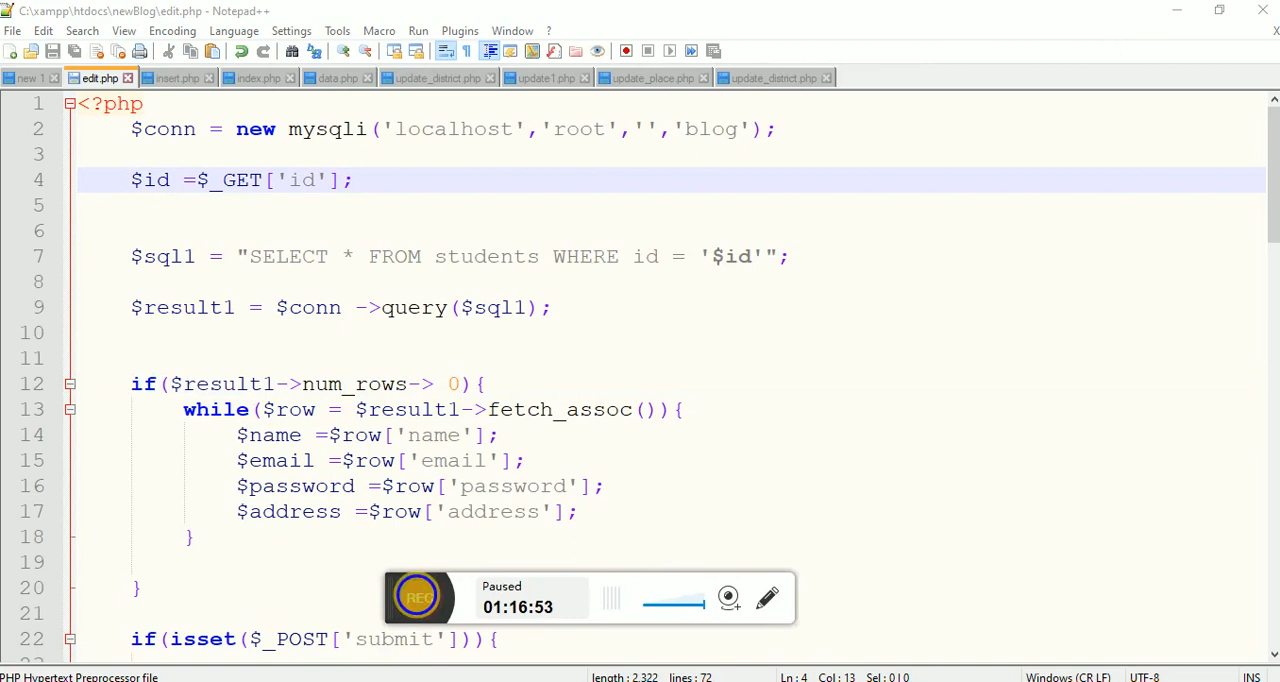 C:\xampp\htdocs\newBlog\edit.php - Notepad++
File Edit Search View Encoding Language Settings Tools Macro Run Plugins Window ? X
new 1 edit.php insert.php index.php data.php update_district.php update1.php update_place.php update_district.php
1 <?php
2 $conn = new mysqli('localhost','root','','blog');
3
4 $id =$_GET['id'];
5
6
7 $sql1 = "SELECT * FROM students WHERE id = '$id'";
8
9 $result1 = $conn ->query($sql1);
10
11
12 if($result1->num_rows-> 0){
13 while($row = $result1->fetch_assoc()){
14 $name =$row['name'];
15 $email =$row['email'];
16 $password =$row['password'];
17 $address =$row['address'];
18 }
19
20 }
21
22 if(isset($_POST['submit'])){
23
REC Paused
01:16:53
PHP Hypertext Preprocessor file length : 2,322 lines : 72 Ln : 4 Col : 13 Sel : 0 | 0 Windows (CR LF) UTF-8 INS